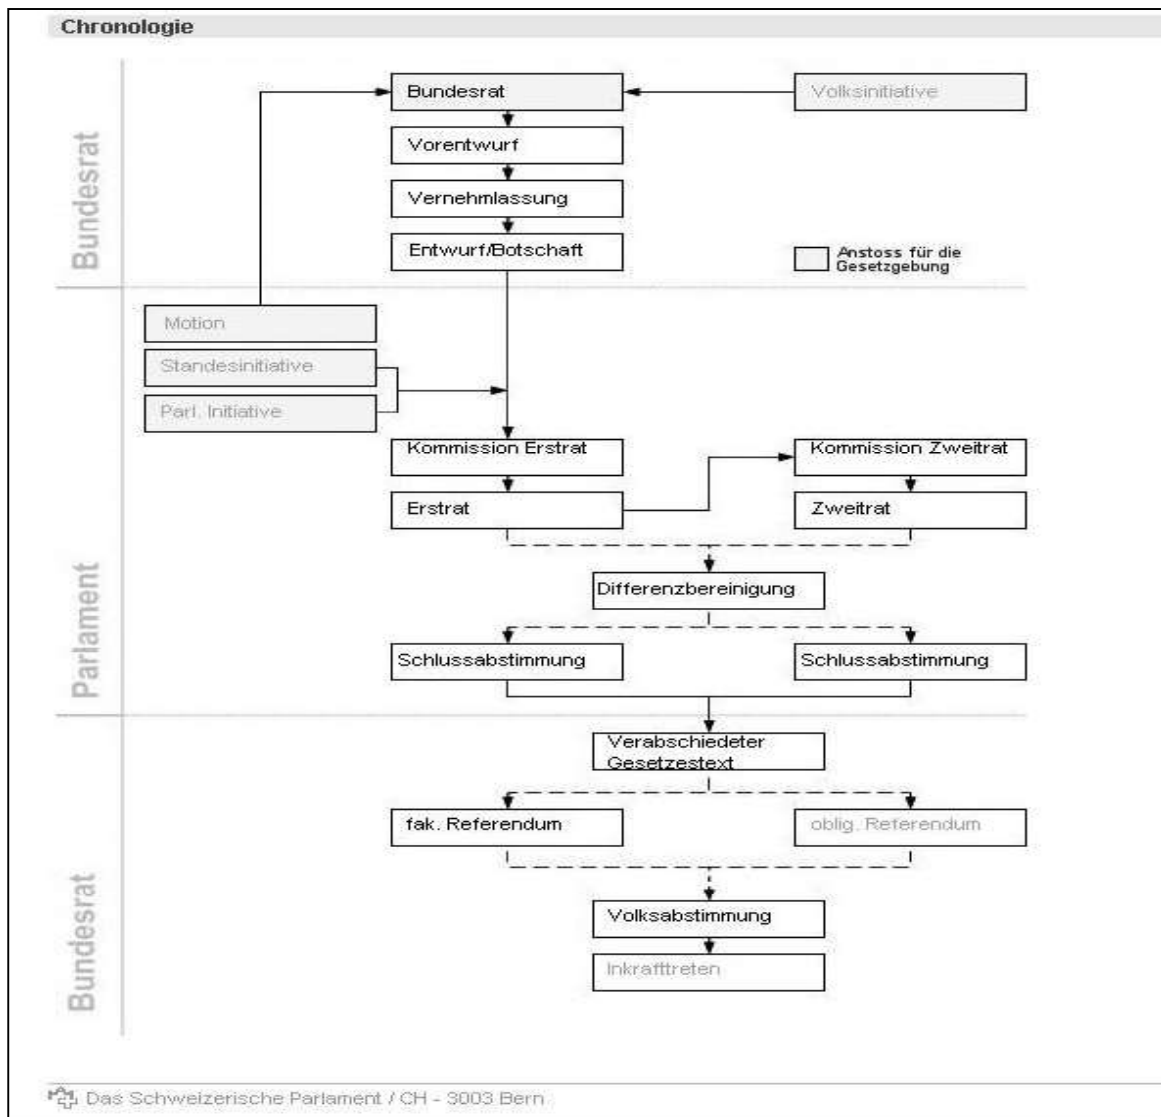 Chronologie
Bundesrat
Bundesrat
Volksinitiative
Vorentwurf
Vernehmlassung
Entwurf/Botschaft
Anstoss für die
Gesetzgebung
Parlament
Motion
Standesinitiative
Parl. Initiative
Kommission Erstrat
Kommission Zweitrat
Erstrat
Zweitrat
Differenzbereinigung
Schlussabstimmung
Schlussabstimmung
Bundesrat
Verabschiedeter
Gesetzestext
fak. Referendum
oblig. Referendum
Volksabstimmung
Inkrafttreten
Das Schweizerische Parlament / CH - 3003 Bern